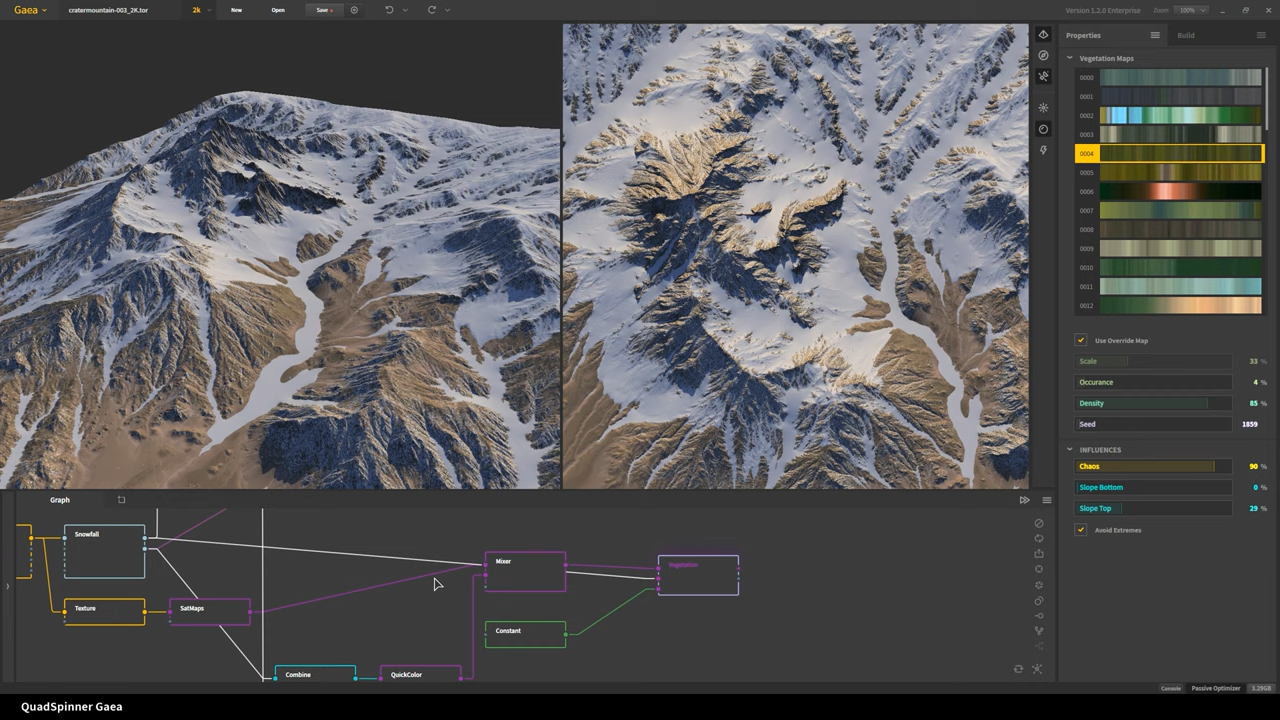 Gaea
cratermountain-003_2K.tor
2k
New
Open
Save
Version 1.2.0 Enterprise
Zoom
100%
Properties
Build
Vegetation Maps
0000
0001
0002
0003
0004
0005
0006
0007
0008
0009
0010
0011
0012
Use Override Map
Scale 33 %
Occurance 4 %
Density 85 %
Seed 1859
INFLUENCES
Chaos 90 %
Slope Bottom 0 %
Slope Top 29 %
Avoid Extremes
Graph
Snowfall
Mixer
Vegetation
Texture
SatMaps
Constant
Combine
QuickColor
Console
Passive Optimizer
3.29GB
QuadSpinner Gaea